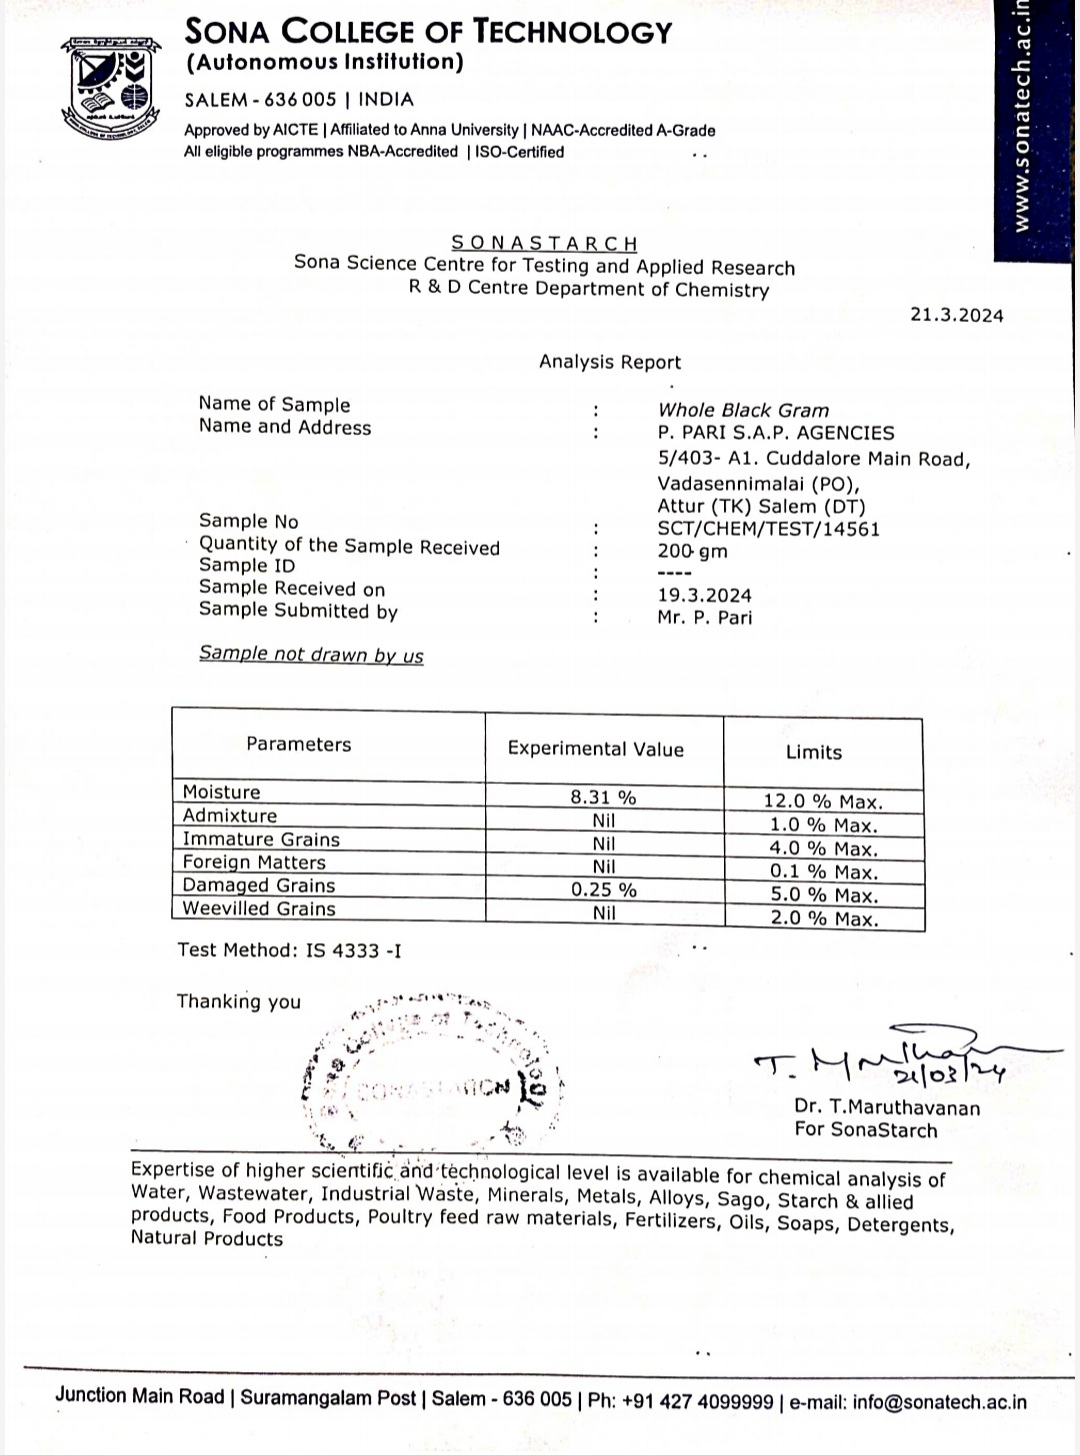 SONA COLLEGE OF TECHNOLOGY
(Autonomous Institution)
SALEM - 636 005 | INDIA
Approved by AICTE | Affiliated to Anna University | NAAC-Accredited A-Grade
All eligible programmes NBA-Accredited | ISO-Certified
www.sonatech.ac.in
SONASTARCH
Sona Science Centre for Testing and Applied Research
R & D Centre Department of Chemistry
21.3.2024
Analysis Report
Name of Sample : Whole Black Gram
Name and Address : P. PARI S.A.P. AGENCIES
5/403- A1. Cuddalore Main Road,
Vadasennimalai (PO),
Attur (TK) Salem (DT)
Sample No : SCT/CHEM/TEST/14561
Quantity of the Sample Received : 200 gm
Sample ID : ----
Sample Received on : 19.3.2024
Sample Submitted by : Mr. P. Pari
Sample not drawn by us
Parameters Experimental Value Limits
Moisture 8.31 % 12.0 % Max.
Admixture Nil 1.0 % Max.
Immature Grains Nil 4.0 % Max.
Foreign Matters Nil 0.1 % Max.
Damaged Grains 0.25 % 5.0 % Max.
Weevilled Grains Nil 2.0 % Max.
Test Method: IS 4333 -I
Thanking you
College of Technology
SONASTARCH
21/03/24
Dr. T.Maruthavanan
For SonaStarch
Expertise of higher scientific and technological level is available for chemical analysis of
Water, Wastewater, Industrial Waste, Minerals, Metals, Alloys, Sago, Starch & allied
products, Food Products, Poultry feed raw materials, Fertilizers, Oils, Soaps, Detergents,
Natural Products
Junction Main Road | Suramangalam Post | Salem - 636 005 | Ph: +91 427 4099999 | e-mail: info@sonatech.ac.in